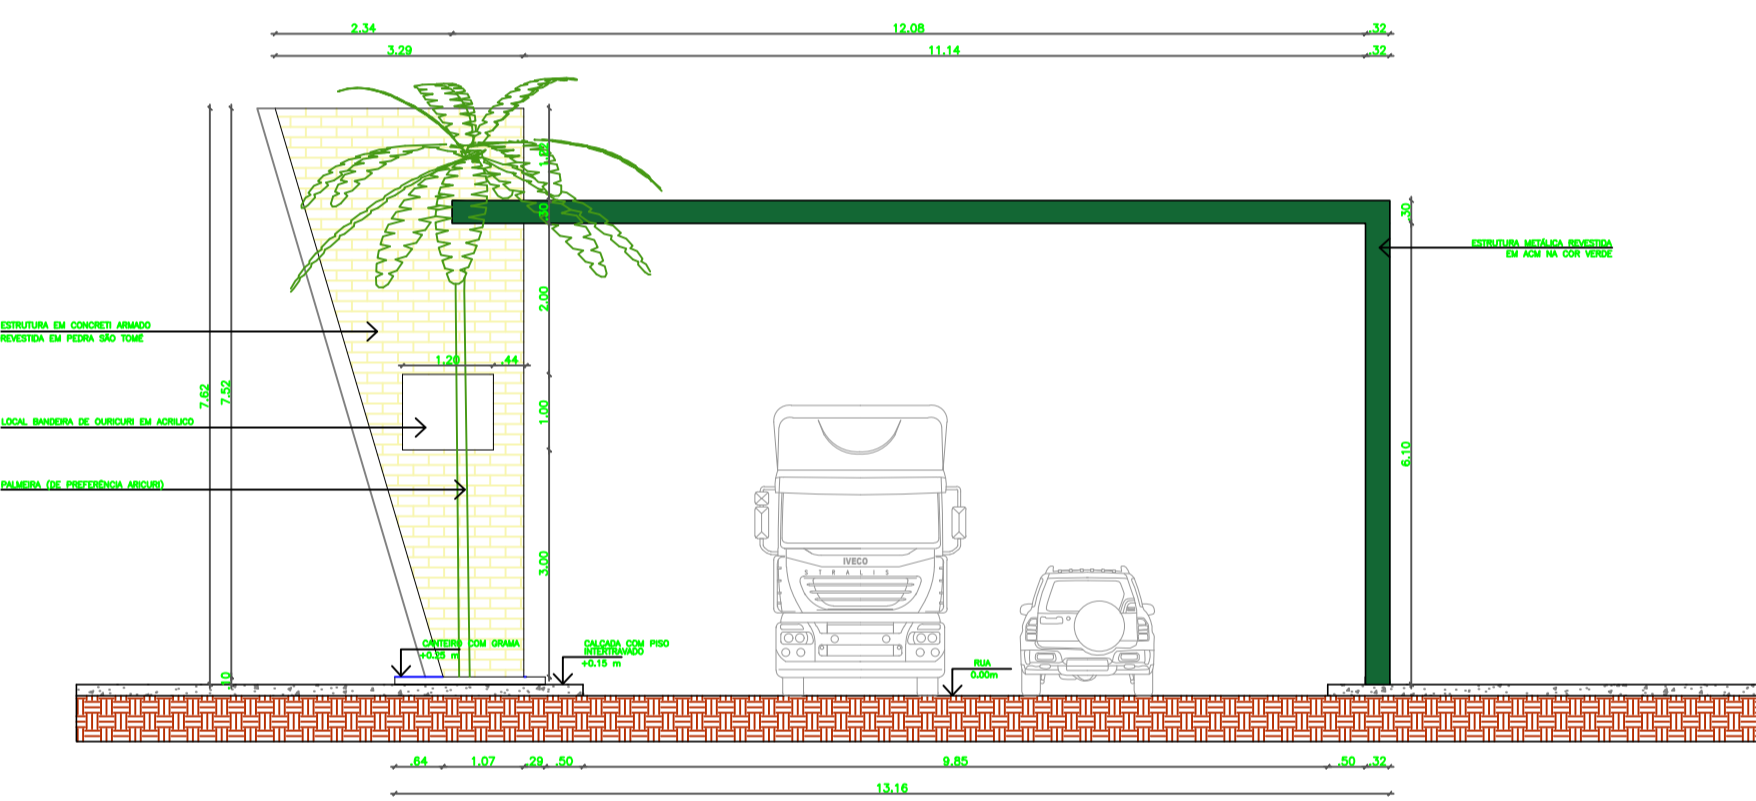 2.34 12.08 .32
3.29 11.14 .32
.30
.30
ESTRUTURA METÁLICA REVESTIDA
EM ACM NA COR VERDE
2.00
ESTRUTURA EM CONCRETI ARMADO
REVESTIDA EM PEDRA SÃO TOMÉ
1.20 .44
7.62
7.52
1.00
LOCAL BANDEIRA DE OURICURI EM ACRILICO
6.10
PALMEIRA (DE PREFERÊNCIA ARICURI)
3.00
IVECO
STRALIS
CANTEIRO COM GRAMA
+0.25 m
CALÇADA COM PISO
INTERTRAVADO
+0.15 m
RUA
0.00m
.10
.64 1.07 .29 .50 9.85 .50 .32
13.16